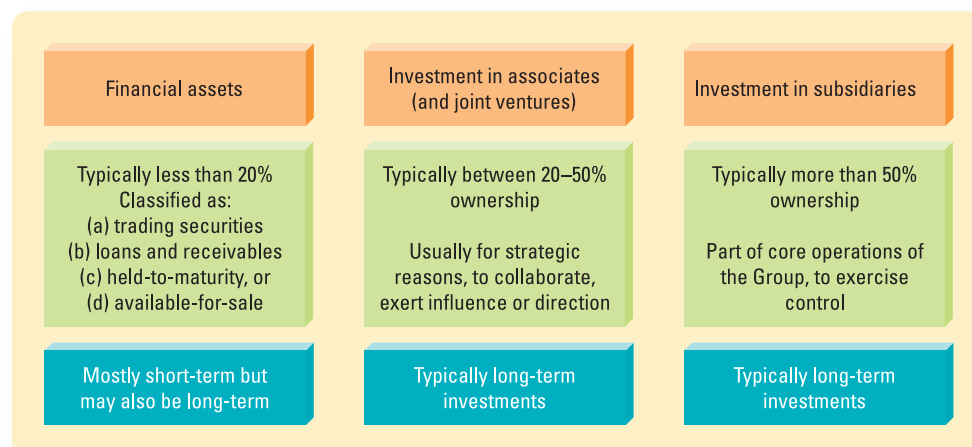 Financial assets
Investment in associates
(and joint ventures)
Investment in subsidiaries
Typically less than 20%
Classified as:
(a) trading securities
(b) loans and receivables
(c) held-to-maturity, or
(d) available-for-sale
Typically between 20–50%
ownership
Usually for strategic
reasons, to collaborate,
exert influence or direction
Typically more than 50%
ownership
Part of core operations of
the Group, to exercise
control
Mostly short-term but
may also be long-term
Typically long-term
investments
Typically long-term
investments